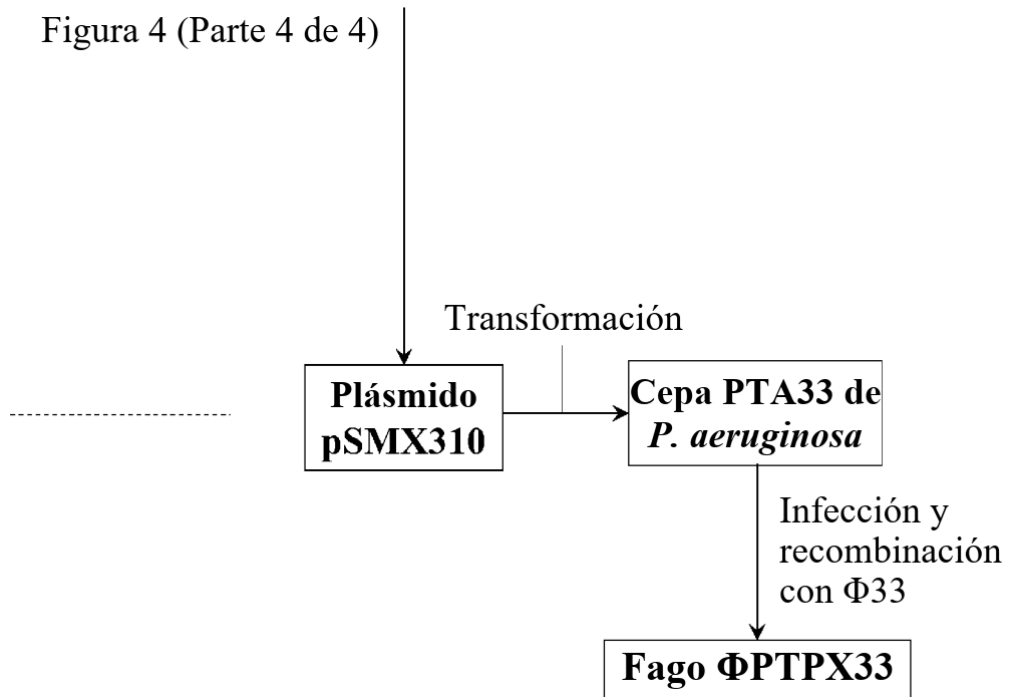 Figura 4 (Parte 4 de 4)
Transformación
Plásmido
pSMX310
Cepa PTA33 de
P. aeruginosa
Infección y
recombinación
con Φ33
Fago ΦPTPX33